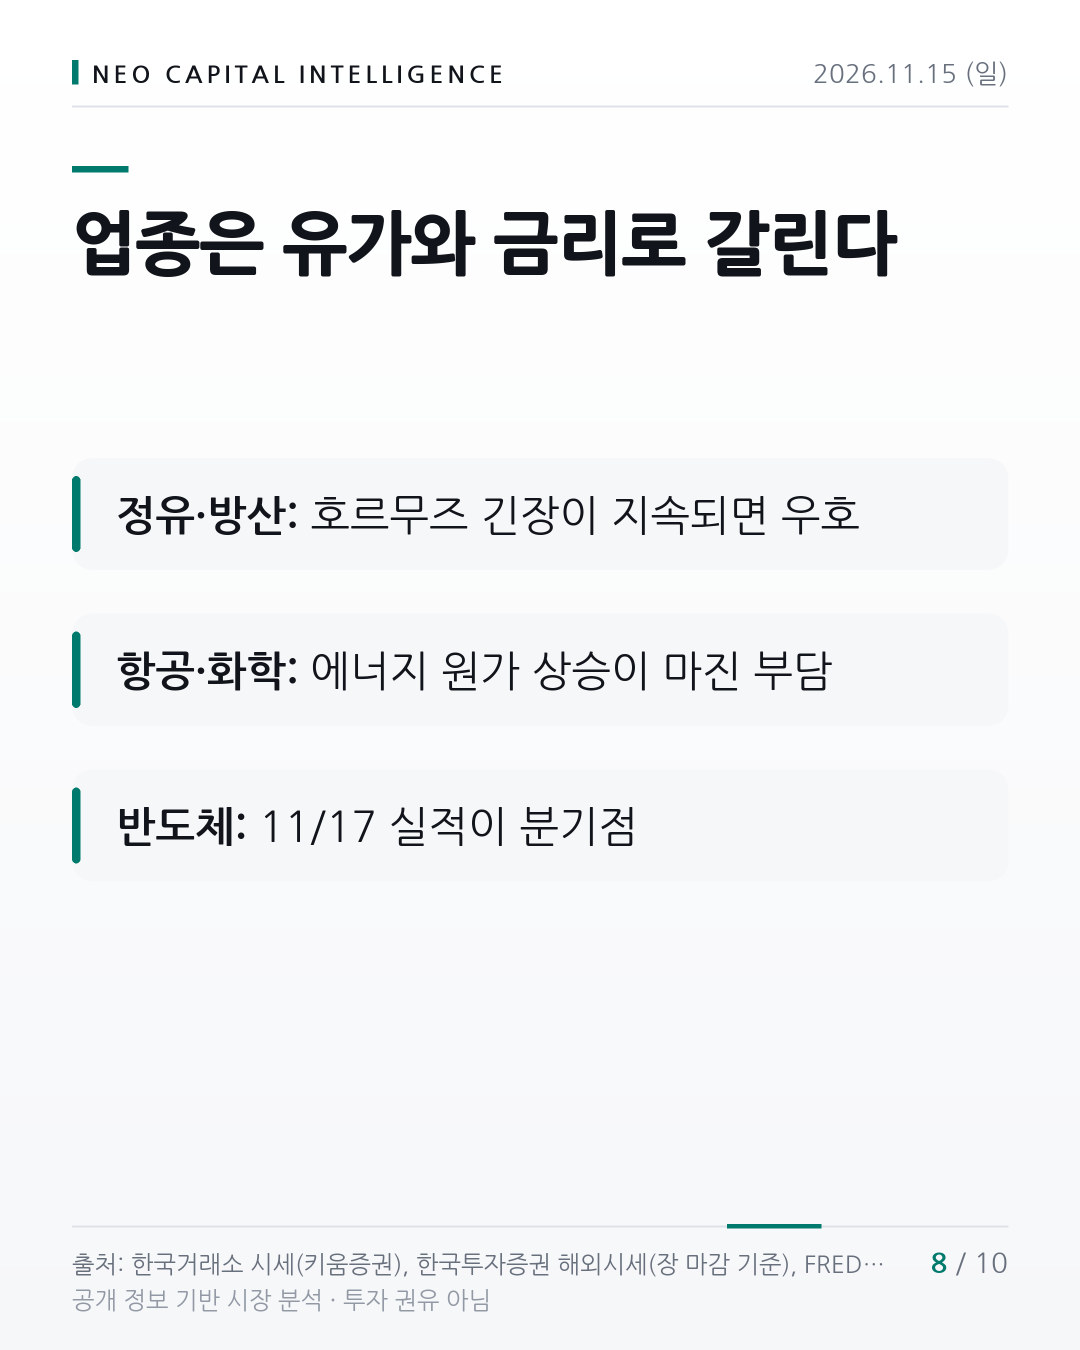 NEO CAPITAL INTELLIGENCE
2026.11.15 (일)
업종은 유가와 금리로 갈린다
정유·방산: 호르무즈 긴장이 지속되면 우호
항공·화학: 에너지 원가 상승이 마진 부담
반도체: 11/17 실적이 분기점
출처: 한국거래소 시세(키움증권), 한국투자증권 해외시세(장 마감 기준), FRED…
8 / 10
공개 정보 기반 시장 분석 · 투자 권유 아님